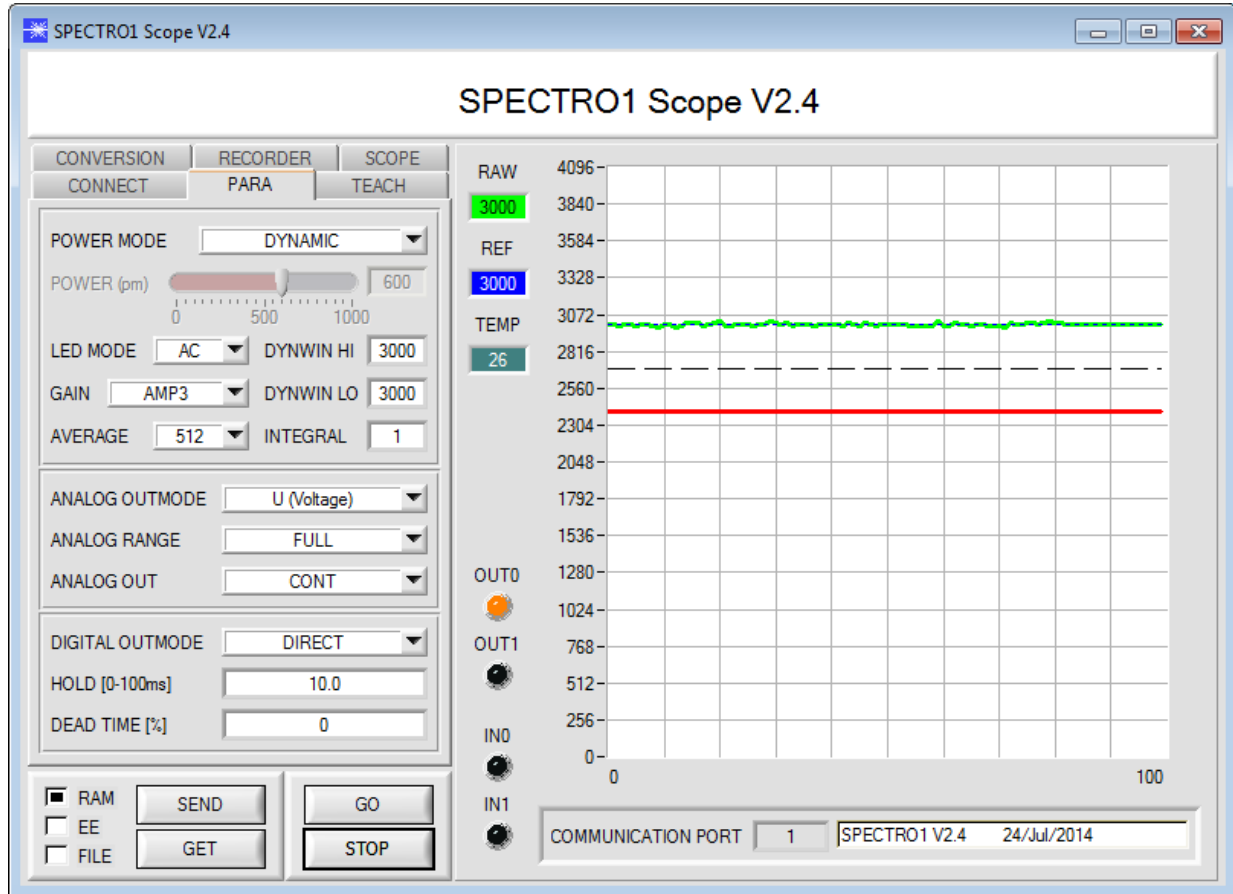 SPECTRO1 Scope V2.4
SPECTRO1 Scope V2.4
CONVERSION RECORDER SCOPE
CONNECT PARA TEACH
POWER MODE DYNAMIC
POWER (pm) 600
0 500 1000
LED MODE AC DYNWIN HI 3000
GAIN AMP3 DYNWIN LO 3000
AVERAGE 512 INTEGRAL 1
ANALOG OUTMODE U (Voltage)
ANALOG RANGE FULL
ANALOG OUT CONT
DIGITAL OUTMODE DIRECT
HOLD [0-100ms] 10.0
DEAD TIME [%] 0
RAM
EE
FILE
SEND
GET
GO
STOP
RAW
3000
REF
3000
TEMP
26
OUT0
OUT1
IN0
IN1
4096
3840
3584
3328
3072
2816
2560
2304
2048
1792
1536
1280
1024
768
512
256
0
0 100
COMMUNICATION PORT 1 SPECTRO1 V2.4 24/Jul/2014